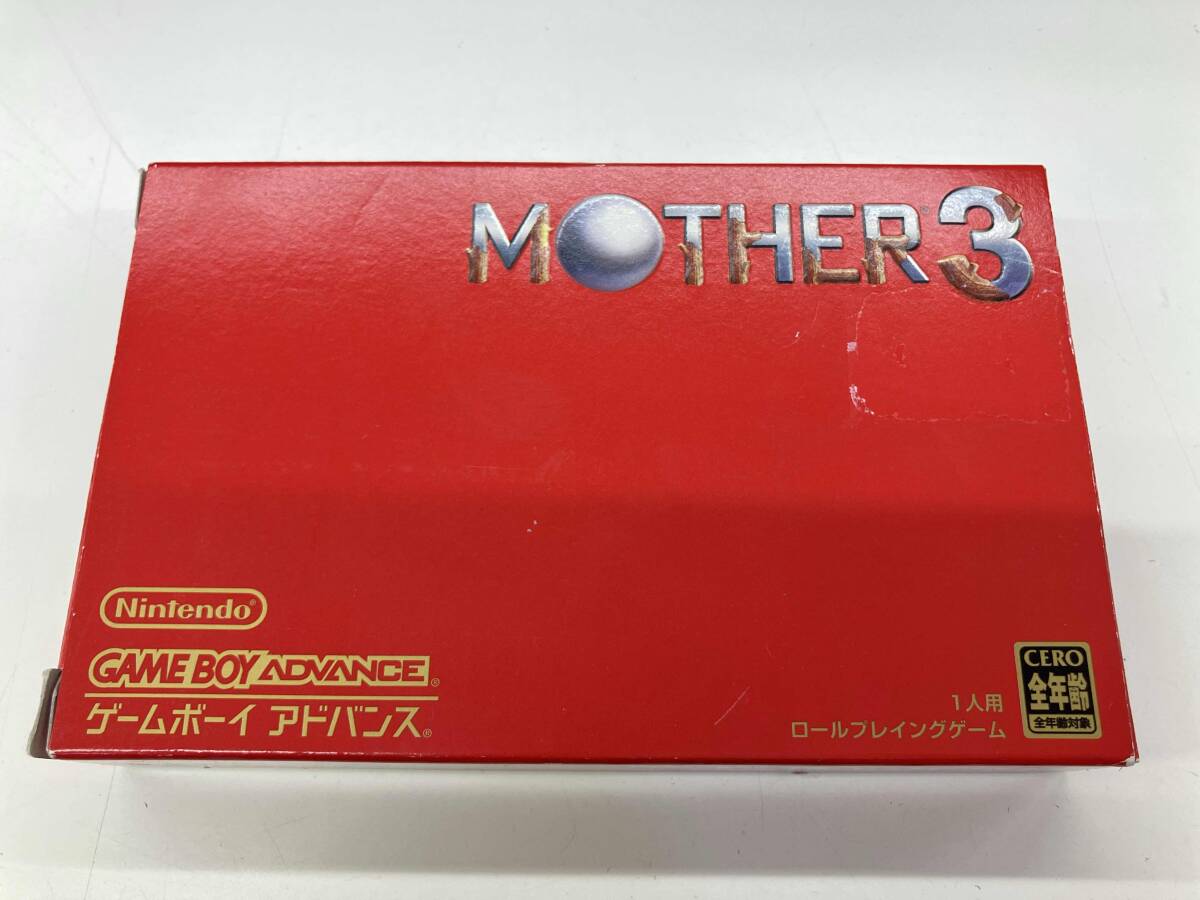 MOTHER® 3
Nintendo®
GAME BOY ADVANCE®
ゲームボーイ アドバンス®
1人用
ロールプレイングゲーム
CERO
全年齢
全年齢対象